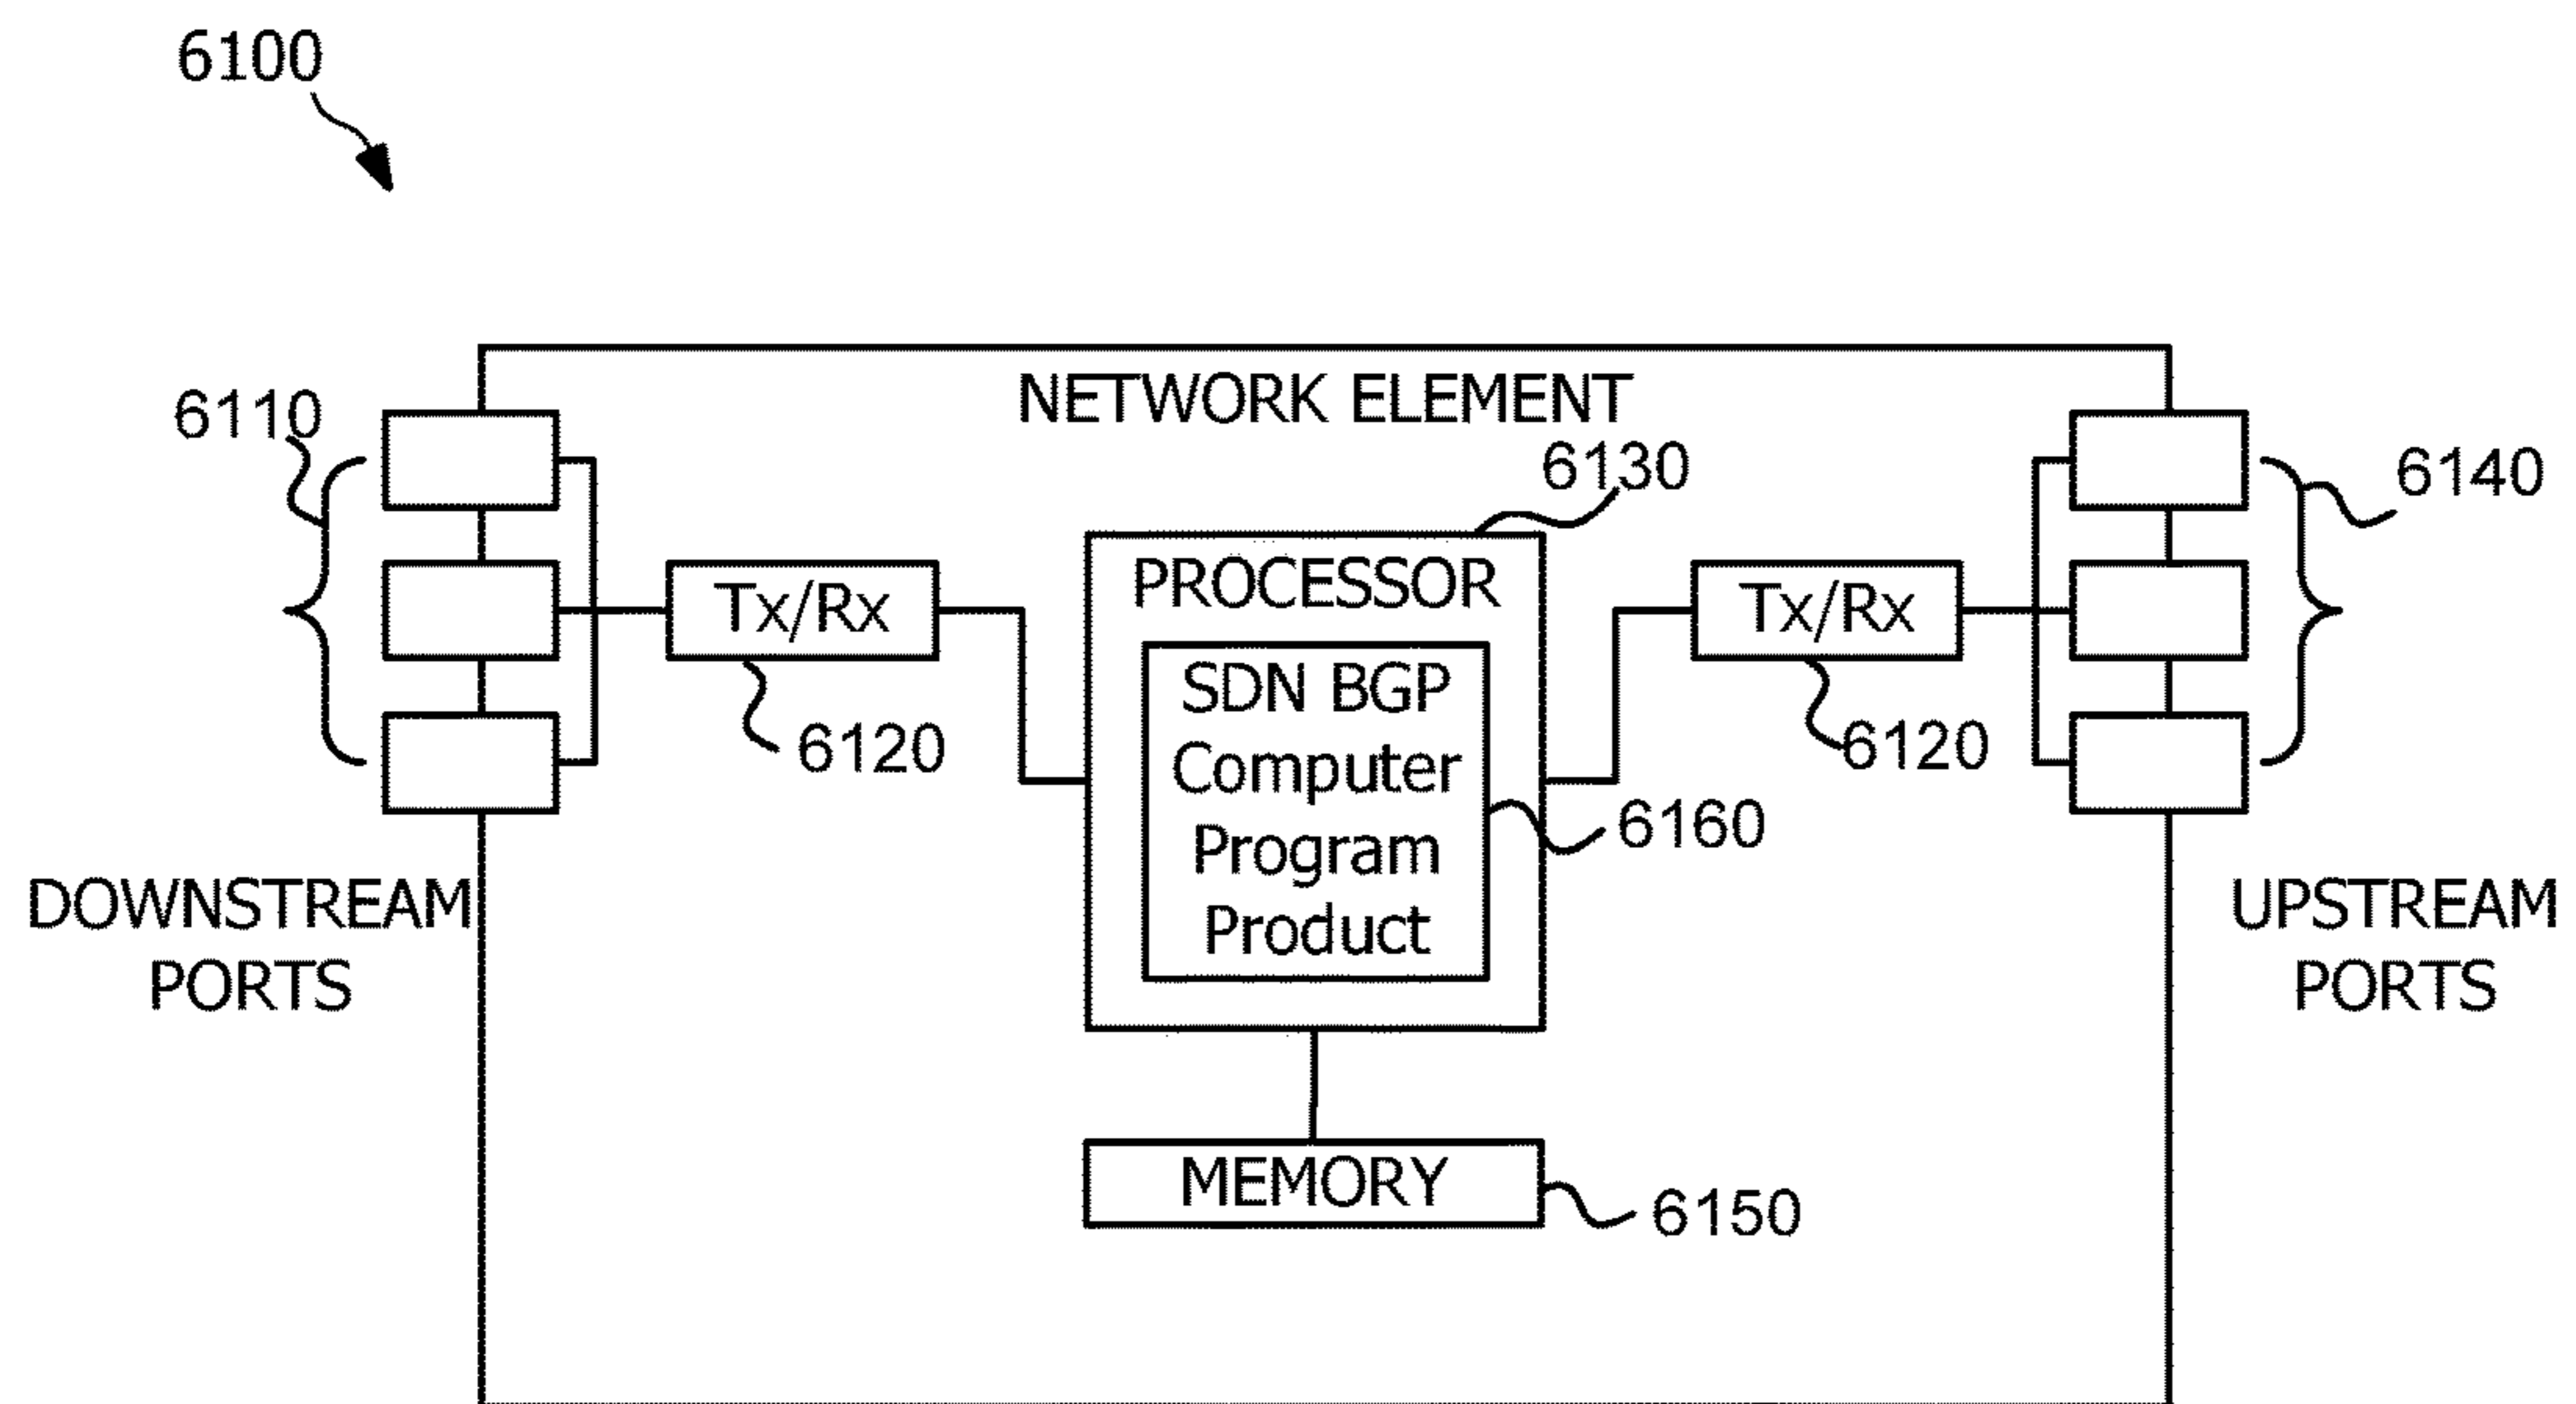 6100
NETWORK ELEMENT
6110
6130
6140
PROCESSOR
Tx/Rx
Tx/Rx
SDN BGP
Computer
Program
Product
6120
6120
6160
DOWNSTREAM
PORTS
UPSTREAM
PORTS
MEMORY
6150